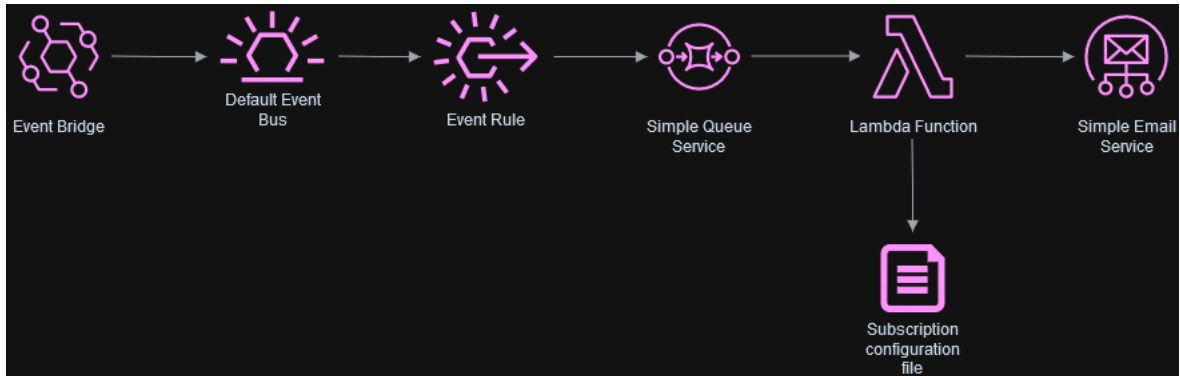 Event Bridge
Default Event
Bus
Event Rule
Simple Queue
Service
Lambda Function
Simple Email
Service
Subscription
configuration
file